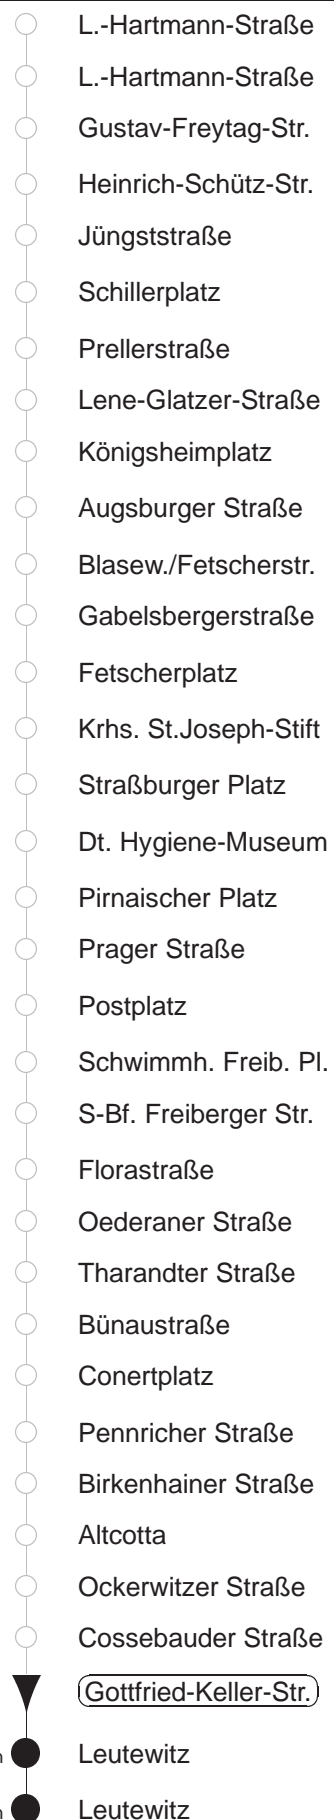 L.-Hartmann-Straße
L.-Hartmann-Straße
Gustav-Freytag-Str.
Heinrich-Schütz-Str.
Jüngststraße
Schillerplatz
Prellerstraße
Lene-Glatzer-Straße
Königsheimplatz
Augsburger Straße
Blasew./Fetscherstr.
Gabelsbergerstraße
Fetscherplatz
Krhs. St.Joseph-Stift
Straßburger Platz
Dt. Hygiene-Museum
Pirnaischer Platz
Prager Straße
Postplatz
Schwimmh. Freib. Pl.
S-Bf. Freiberger Str.
Florastraße
Oederaner Straße
Tharandter Straße
Bünaustraße
Conertplatz
Pennricher Straße
Birkenhainer Straße
Altcotta
Ockerwitzer Straße
Cossebauder Straße
Gottfried-Keller-Str.
Leutewitz
Leutewitz